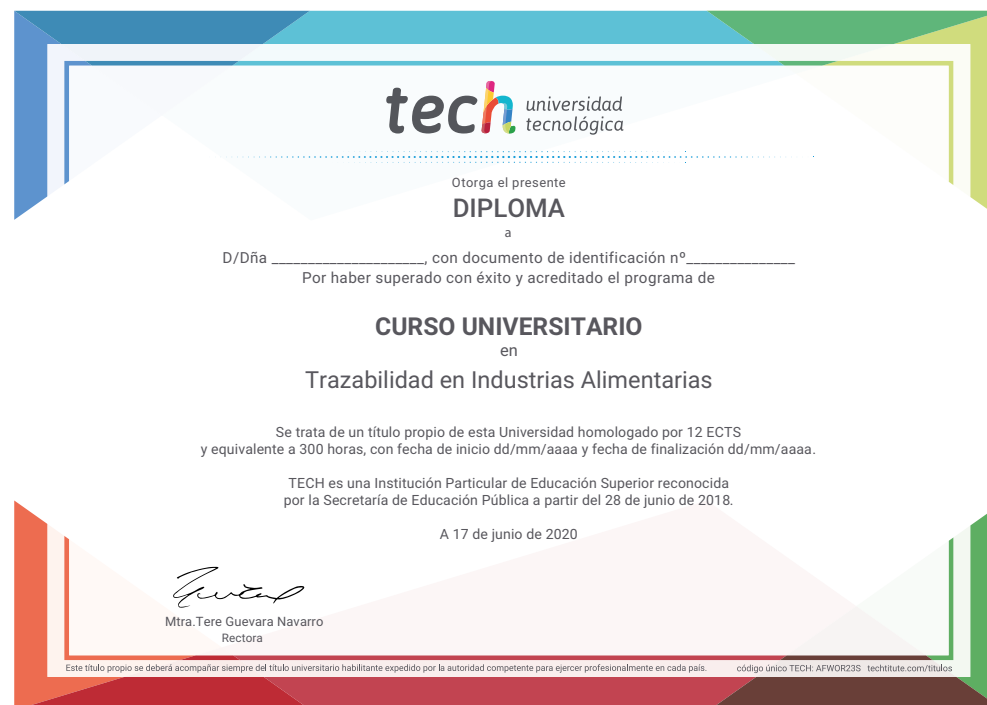 tech universidad
tecnológica
Otorga el presente
DIPLOMA
a
D/Dña _____________________, con documento de identificación nº_______________
Por haber superado con éxito y acreditado el programa de
CURSO UNIVERSITARIO
en
Trazabilidad en Industrias Alimentarias
Se trata de un título propio de esta Universidad homologado por 12 ECTS
y equivalente a 300 horas, con fecha de inicio dd/mm/aaaa y fecha de finalización dd/mm/aaaa.
TECH es una Institución Particular de Educación Superior reconocida
por la Secretaría de Educación Pública a partir del 28 de junio de 2018.
A 17 de junio de 2020
Mtra.Tere Guevara Navarro
Rectora
Este título propio se deberá acompañar siempre del título universitario habilitante expedido por la autoridad competente para ejercer profesionalmente en cada país. código único TECH: AFWOR23S techtitute.com/titulos